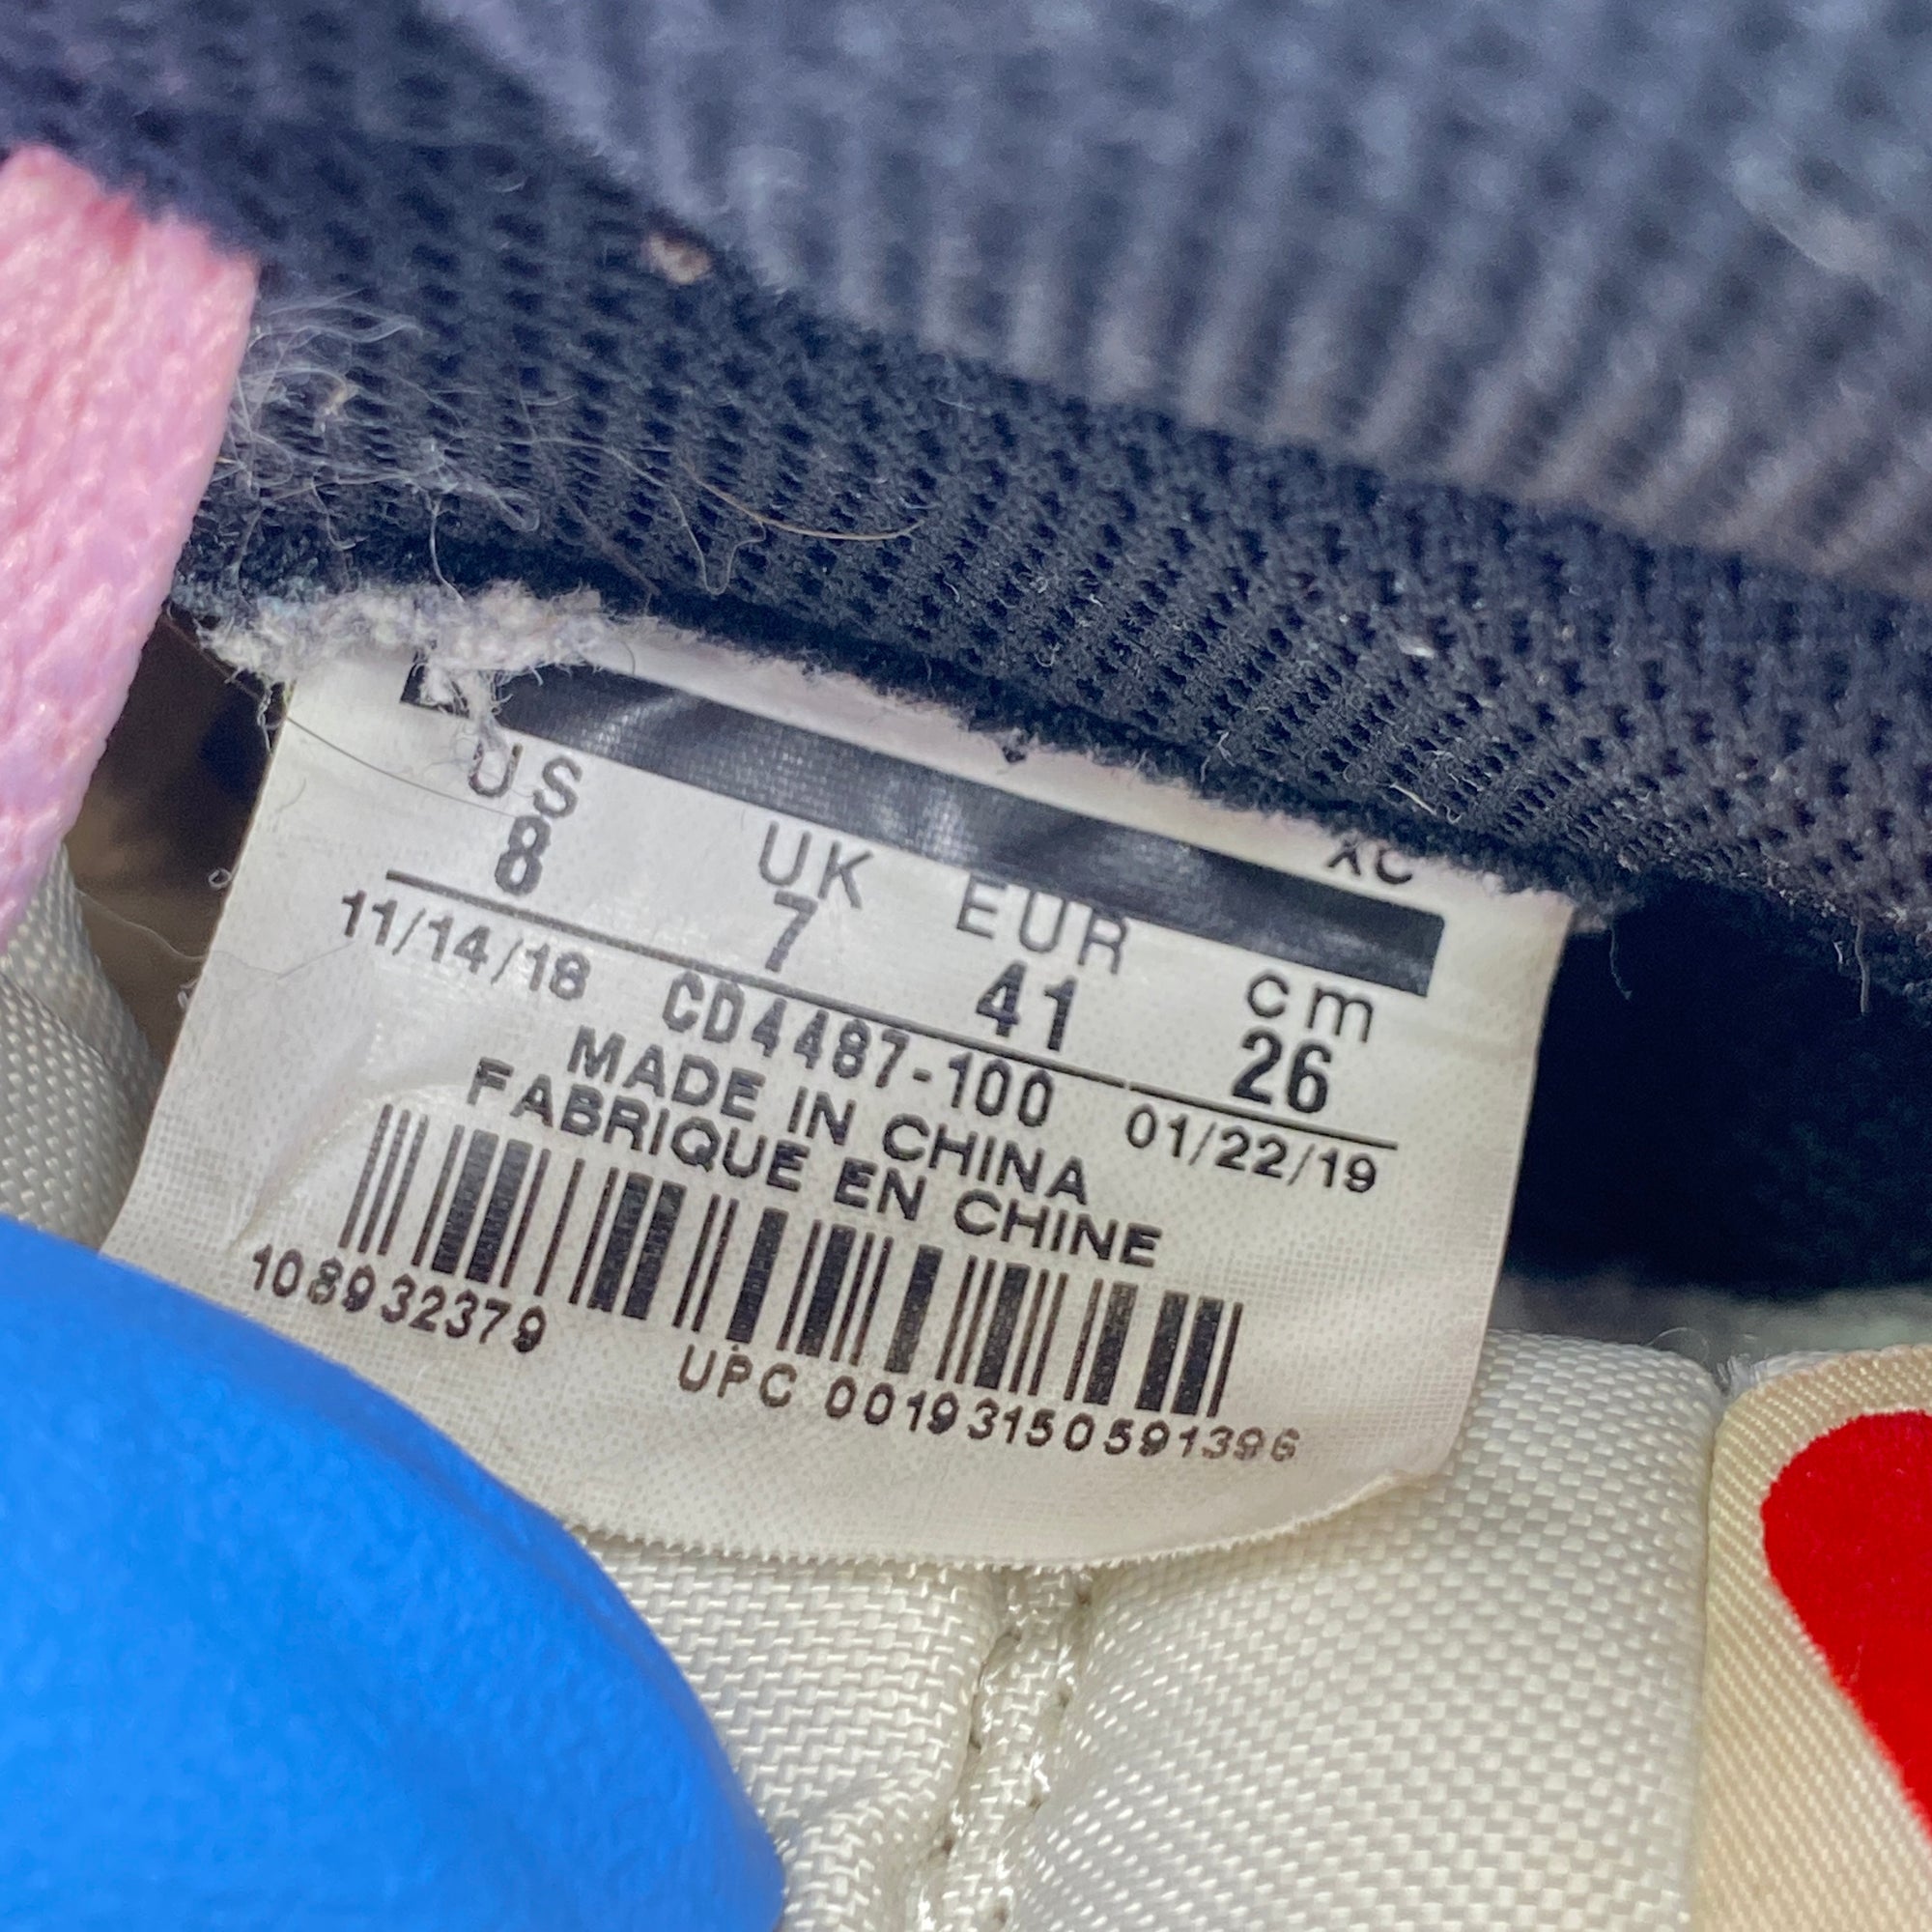 XC
US UK EUR cm
8 7 41 26
11/14/18 CD4487-100 01/22/19
MADE IN CHINA
FABRIQUE EN CHINE
108932379 UPC 00193150591396